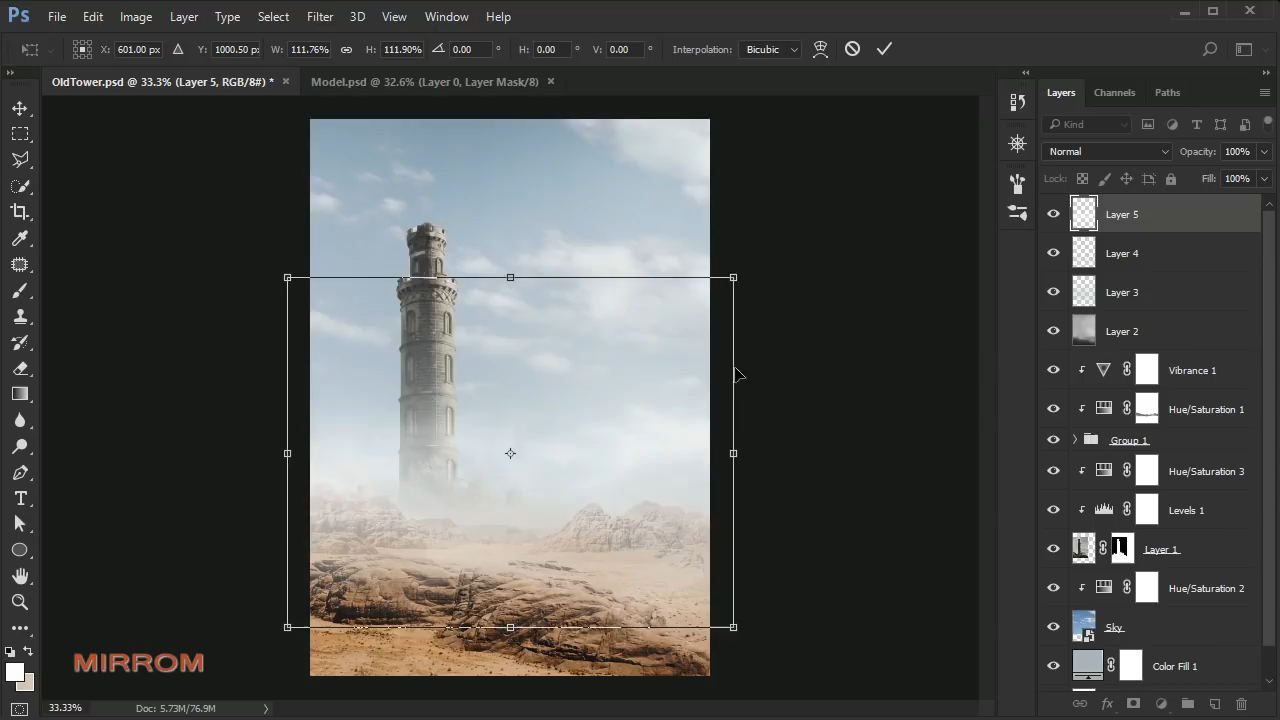 Ps File Edit Image Layer Type Select Filter 3D View Window Help
X: 601.00 px Y: 1000.50 px W: 111.76% H: 111.90% 0.00 ° H: 0.00 ° V: 0.00 ° Interpolation: Bicubic
OldTower.psd @ 33.3% (Layer 5, RGB/8#) * × Model.psd @ 32.6% (Layer 0, Layer Mask/8) ×
Layers Channels Paths
Kind
Normal Opacity: 100%
Lock: Fill: 100%
Layer 5
Layer 4
Layer 3
Layer 2
Vibrance 1
Hue/Saturation 1
Group 1
Hue/Saturation 3
Levels 1
Layer 1
Hue/Saturation 2
Sky
Color Fill 1
MIRROM
33.33% Doc: 5.73M/76.9M